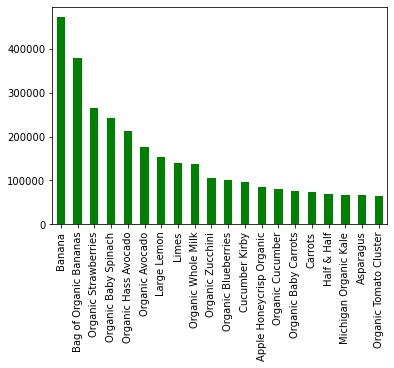 400000
300000
200000
100000
0
Banana
Bag of Organic Bananas
Organic Strawberries
Organic Baby Spinach
Organic Hass Avocado
Organic Avocado
Large Lemon
Limes
Organic Whole Milk
Organic Zucchini
Organic Blueberries
Cucumber Kirby
Apple Honeycrisp Organic
Organic Cucumber
Organic Baby Carrots
Carrots
Half & Half
Michigan Organic Kale
Asparagus
Organic Tomato Cluster